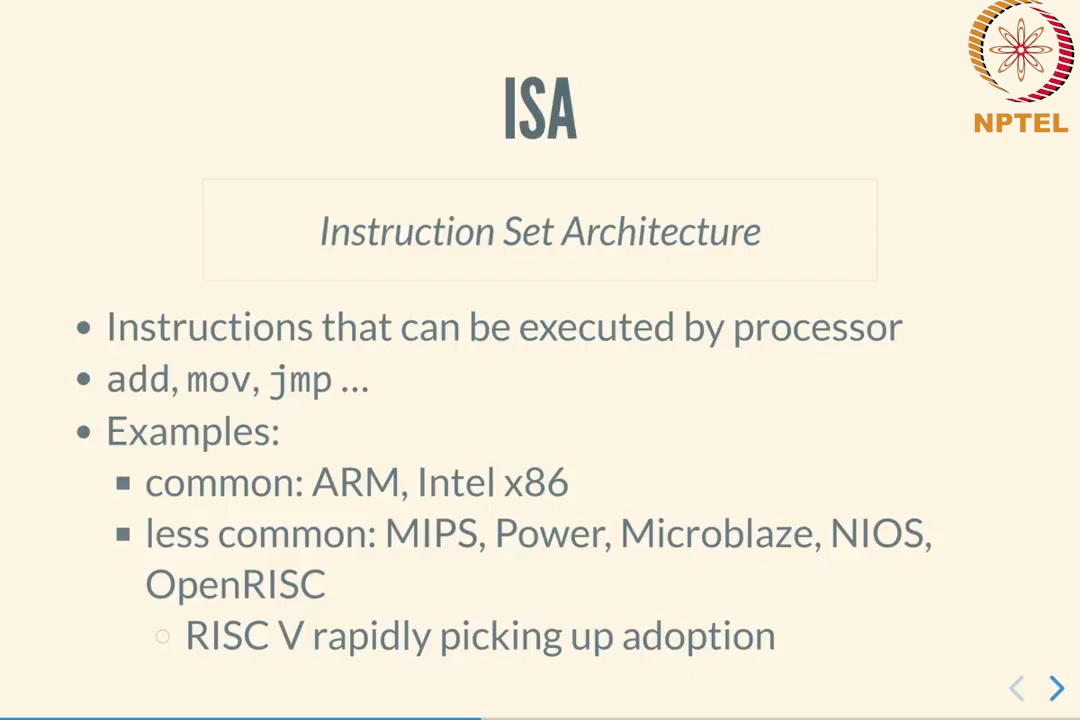 NPTEL
ISA
Instruction Set Architecture
Instructions that can be executed by processor
add, mov, jmp ...
Examples:
common: ARM, Intel x86
less common: MIPS, Power, Microblaze, NIOS,
OpenRISC
RISC V rapidly picking up adoption